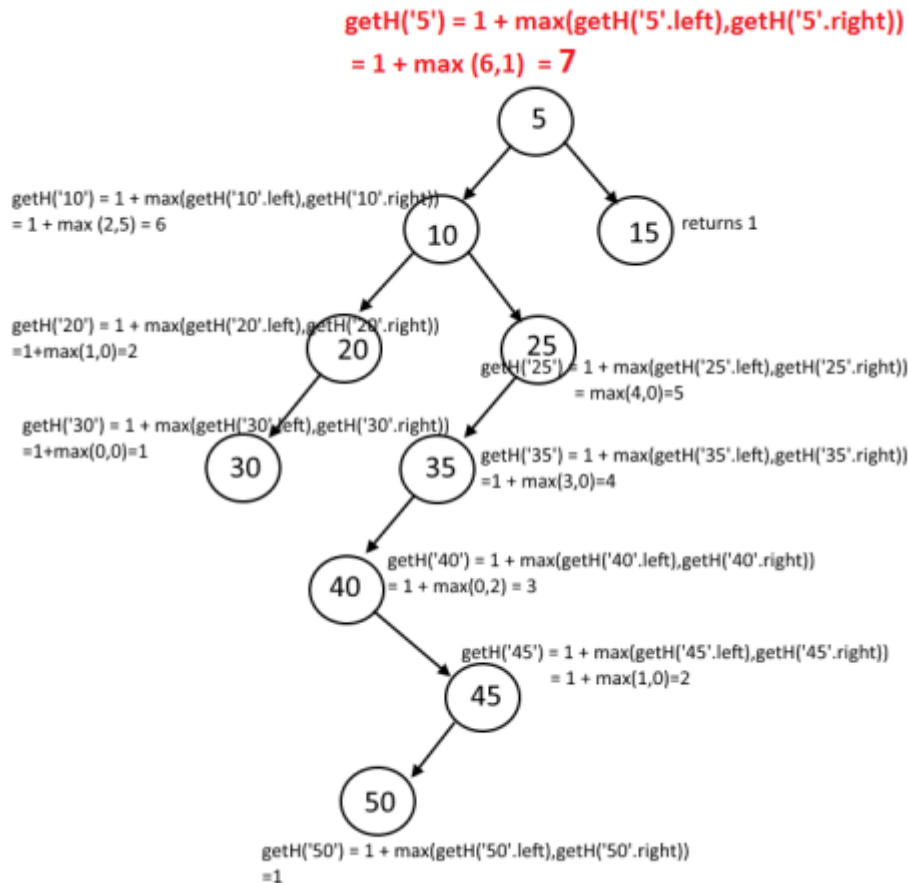 getH('5') = 1 + max(getH('5'.left),getH('5'.right))
= 1 + max (6,1) = 7
5
getH('10') = 1 + max(getH('10'.left),getH('10'.right))
= 1 + max (2,5) = 6
10
15
returns 1
getH('20') = 1 + max(getH('20'.left),getH('20'.right))
=1+max(1,0)=2
20
25
getH('25') = 1 + max(getH('25'.left),getH('25'.right))
= max(4,0)=5
getH('30') = 1 + max(getH('30'.left),getH('30'.right))
=1+max(0,0)=1
30
35
getH('35') = 1 + max(getH('35'.left),getH('35'.right))
=1 + max(3,0)=4
40
getH('40') = 1 + max(getH('40'.left),getH('40'.right))
= 1 + max(0,2) = 3
getH('45') = 1 + max(getH('45'.left),getH('45'.right))
= 1 + max(1,0)=2
45
50
getH('50') = 1 + max(getH('50'.left),getH('50'.right))
=1